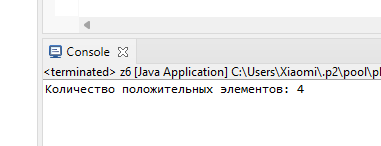 Console
<terminated> z6 [Java Application] C:\Users\Xiaomi\.p2\pool\pl
Количество положительных элементов: 4